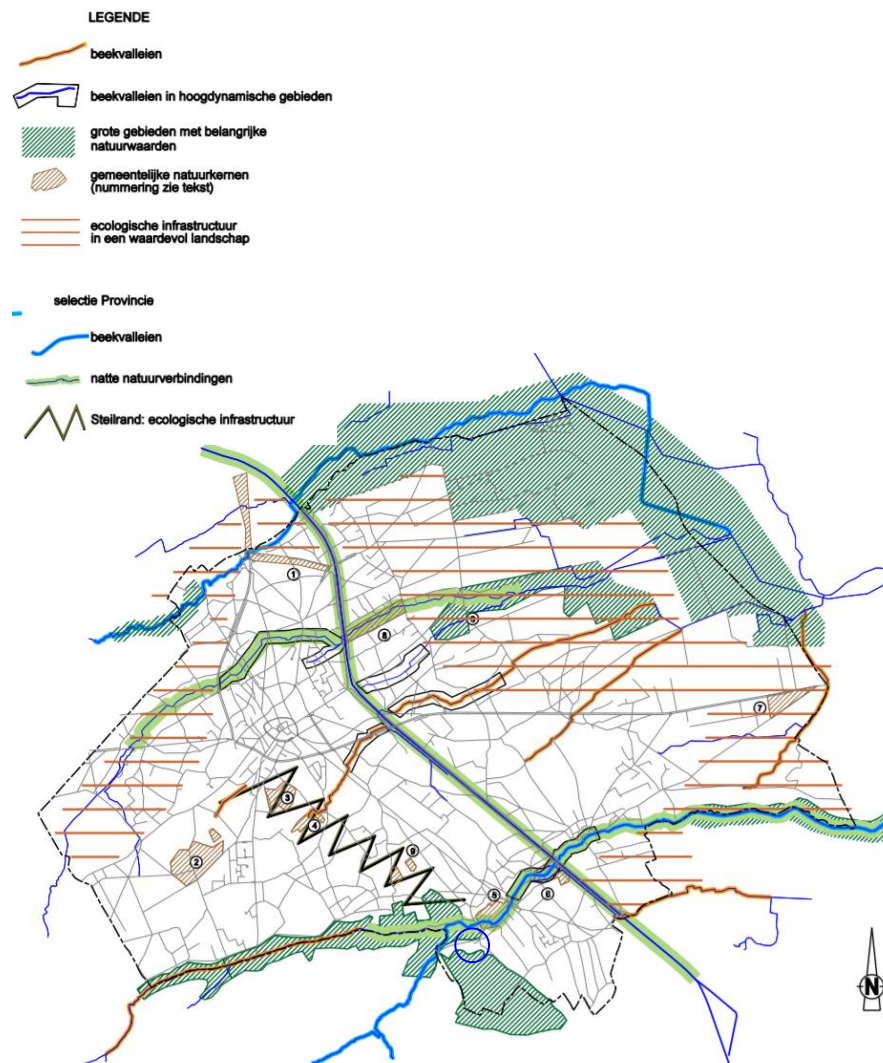 LEGENDE
beekvalleien
beekvalleien in hoogdynamische gebieden
grote gebieden met belangrijke
natuurwaarden
gemeentelijke natuurkernen
(nummering zie tekst)
ecologische infrastructuur
in een waardevol landschap
selectie Provincie
beekvalleien
natte natuurverbindingen
Steilrand: ecologische infrastructuur
1
8
7
3
4
2
9
5
6
N